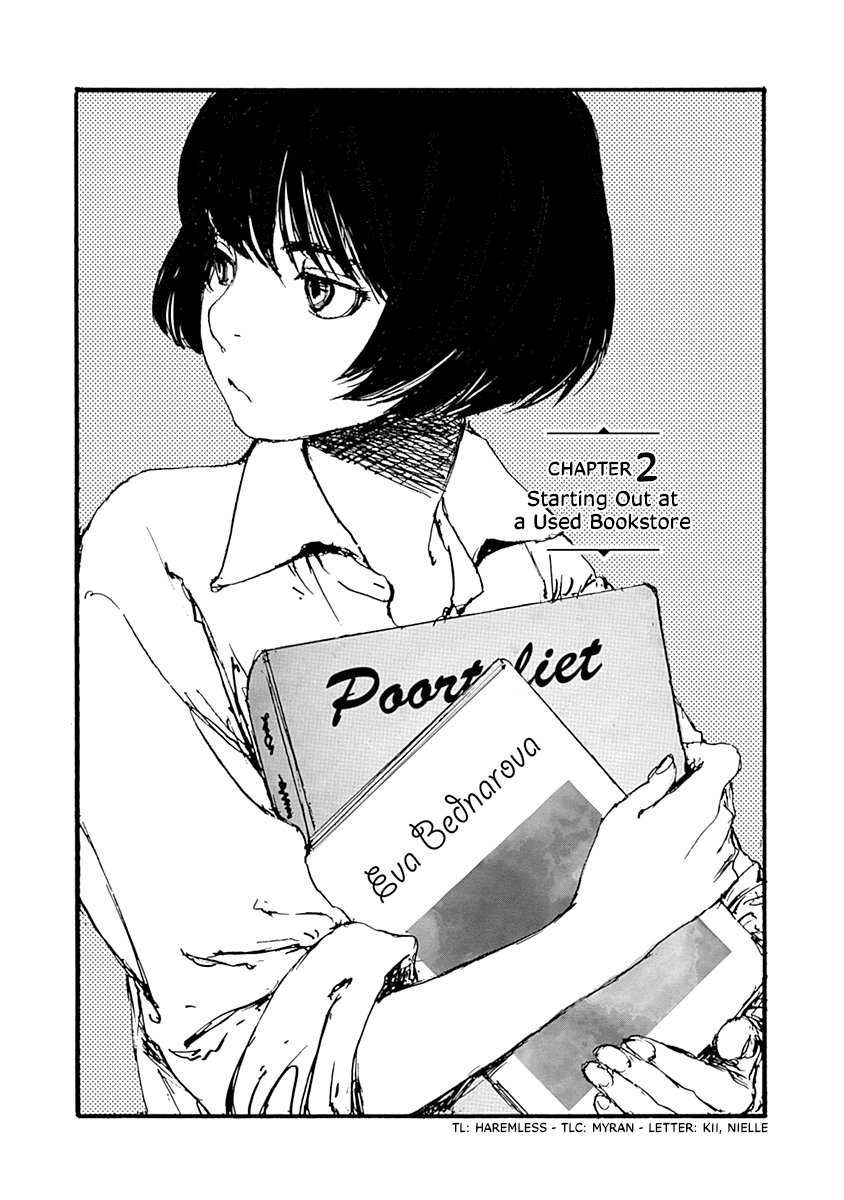 CHAPTER 2
Starting Out at
a Used Bookstore
Eva Bednarova
TL: HAREMLESS - TLC: MYRAN - LETTER: KII, NIELLE